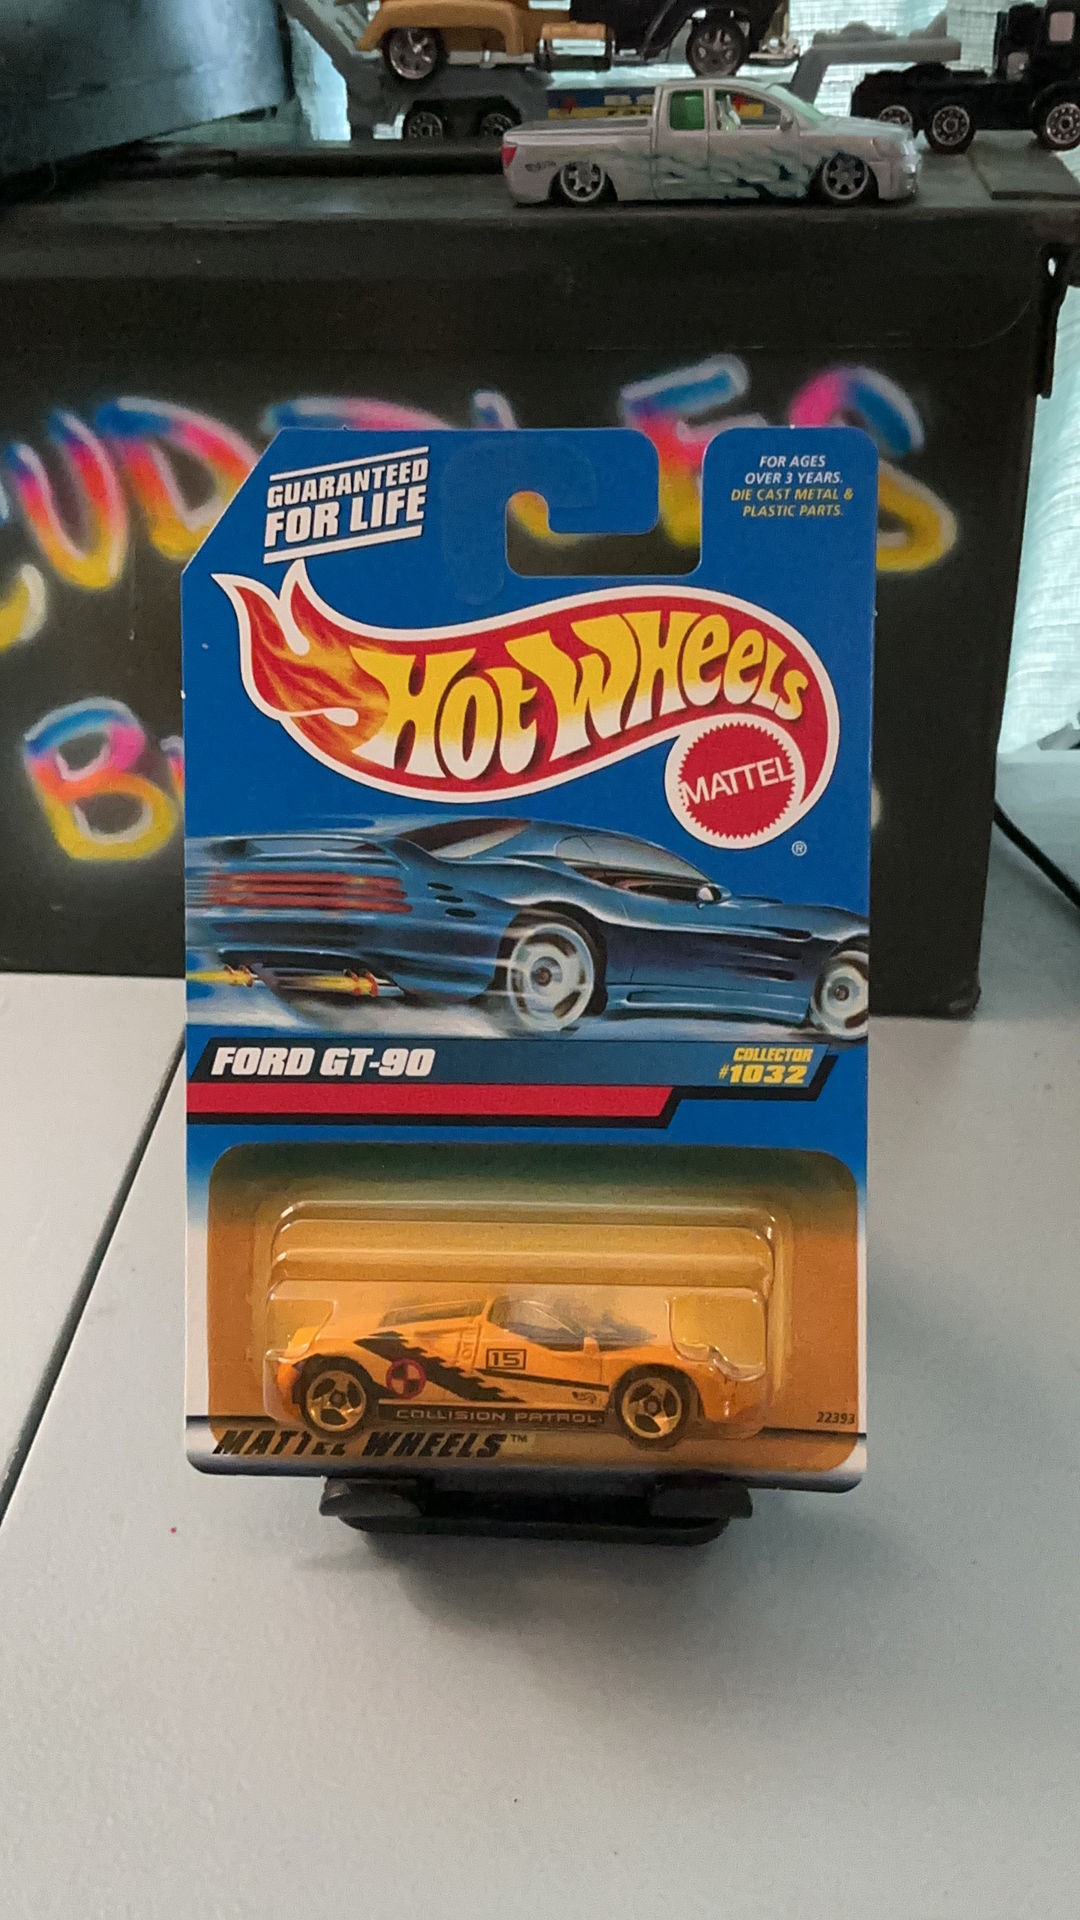 GUARANTEED
FOR LIFE
FOR AGES
OVER 3 YEARS.
DIE CAST METAL &
PLASTIC PARTS.
HOT WHEELS
MATTEL
®
FORD GT-90
COLLECTOR
#1032
15
COLLISION PATROL
22393
MATTEL WHEELS™